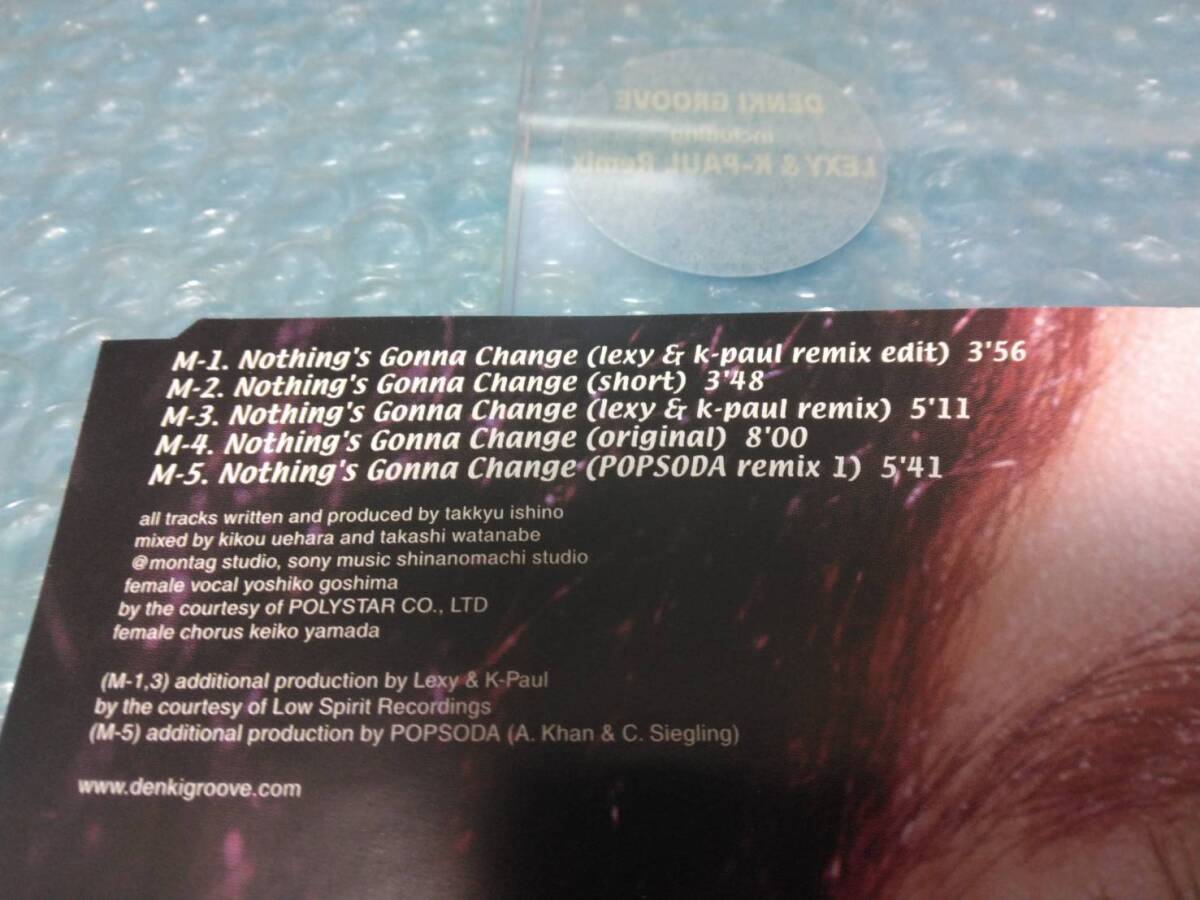 DENKI GROOVE
including
LEXY & K-PAUL Remix
M-1. Nothing's Gonna Change (lexy & k-paul remix edit) 3'56
M-2. Nothing's Gonna Change (short) 3'48
M-3. Nothing's Gonna Change (lexy & k-paul remix) 5'11
M-4. Nothing's Gonna Change (original) 8'00
M-5. Nothing's Gonna Change (POPSODA remix 1) 5'41
all tracks written and produced by takkyu ishino
mixed by kikou uehara and takashi watanabe
@montag studio, sony music shinanomachi studio
female vocal yoshiko goshima
by the courtesy of POLYSTAR CO., LTD
female chorus keiko yamada
(M-1,3) additional production by Lexy & K-Paul
by the courtesy of Low Spirit Recordings
(M-5) additional production by POPSODA (A. Khan & C. Siegling)
www.denkigroove.com